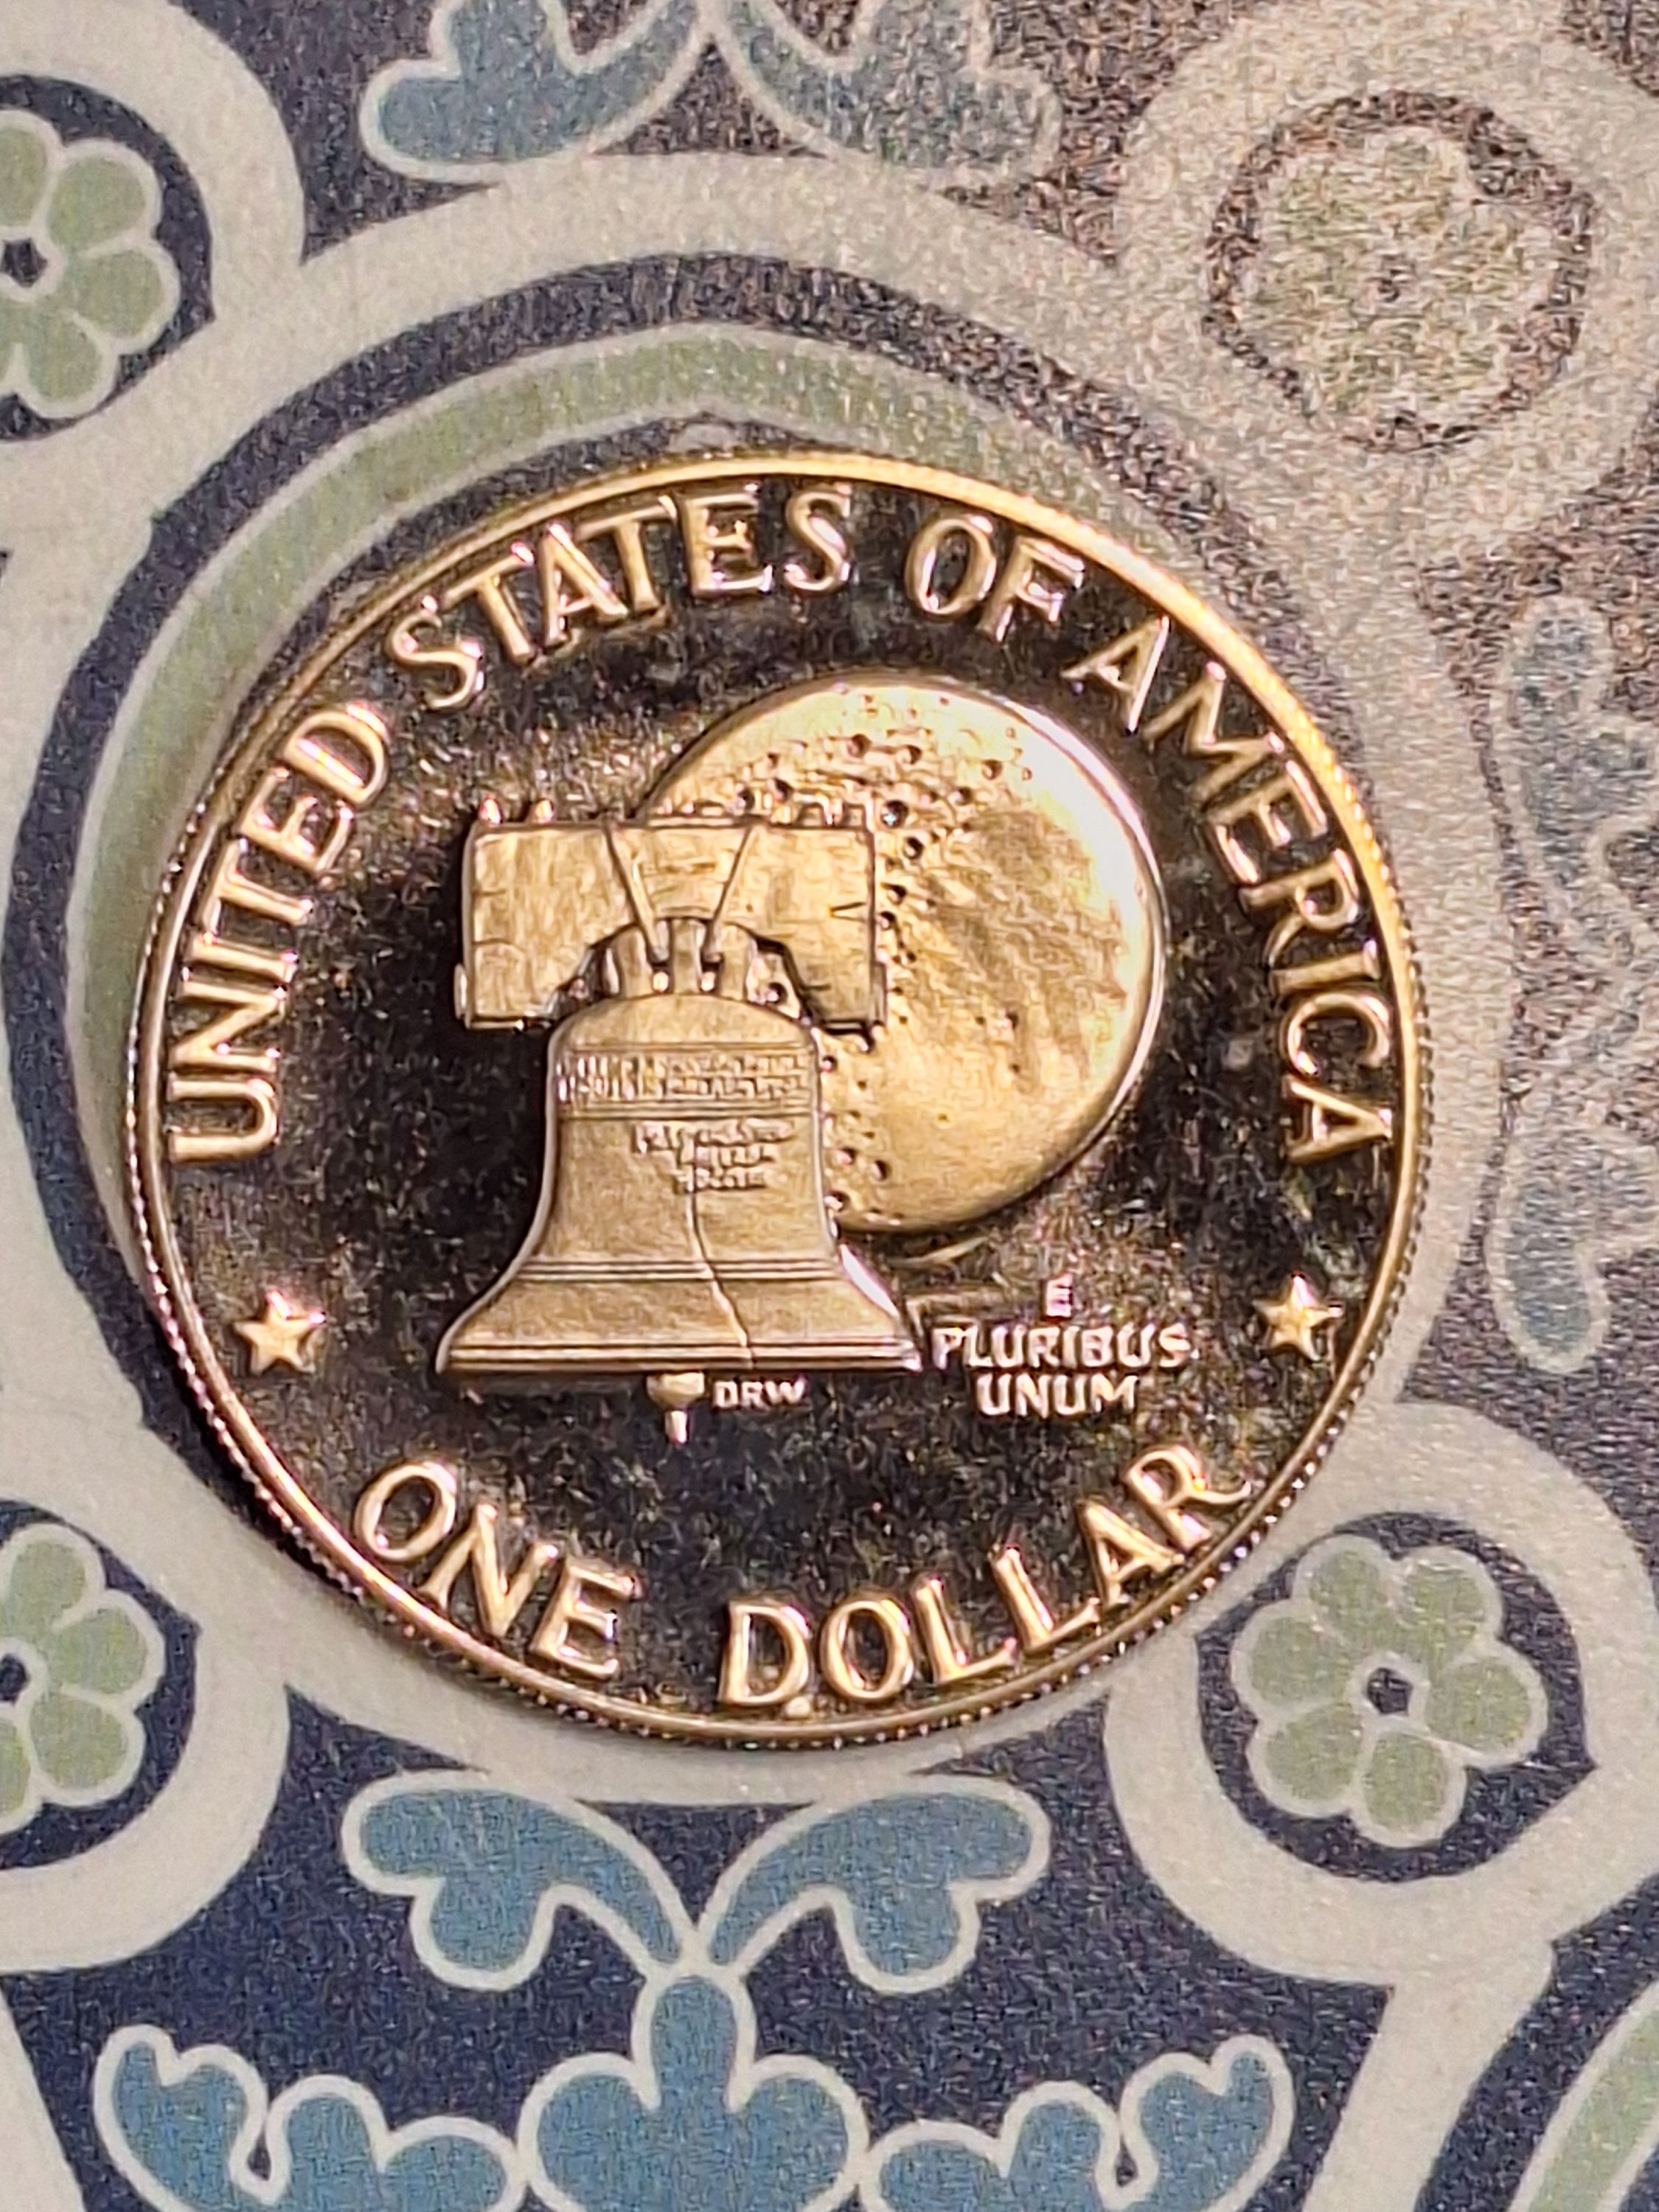 UNITED STATES OF AMERICA
E
PLURIBUS
UNUM
DRW
ONE DOLLAR